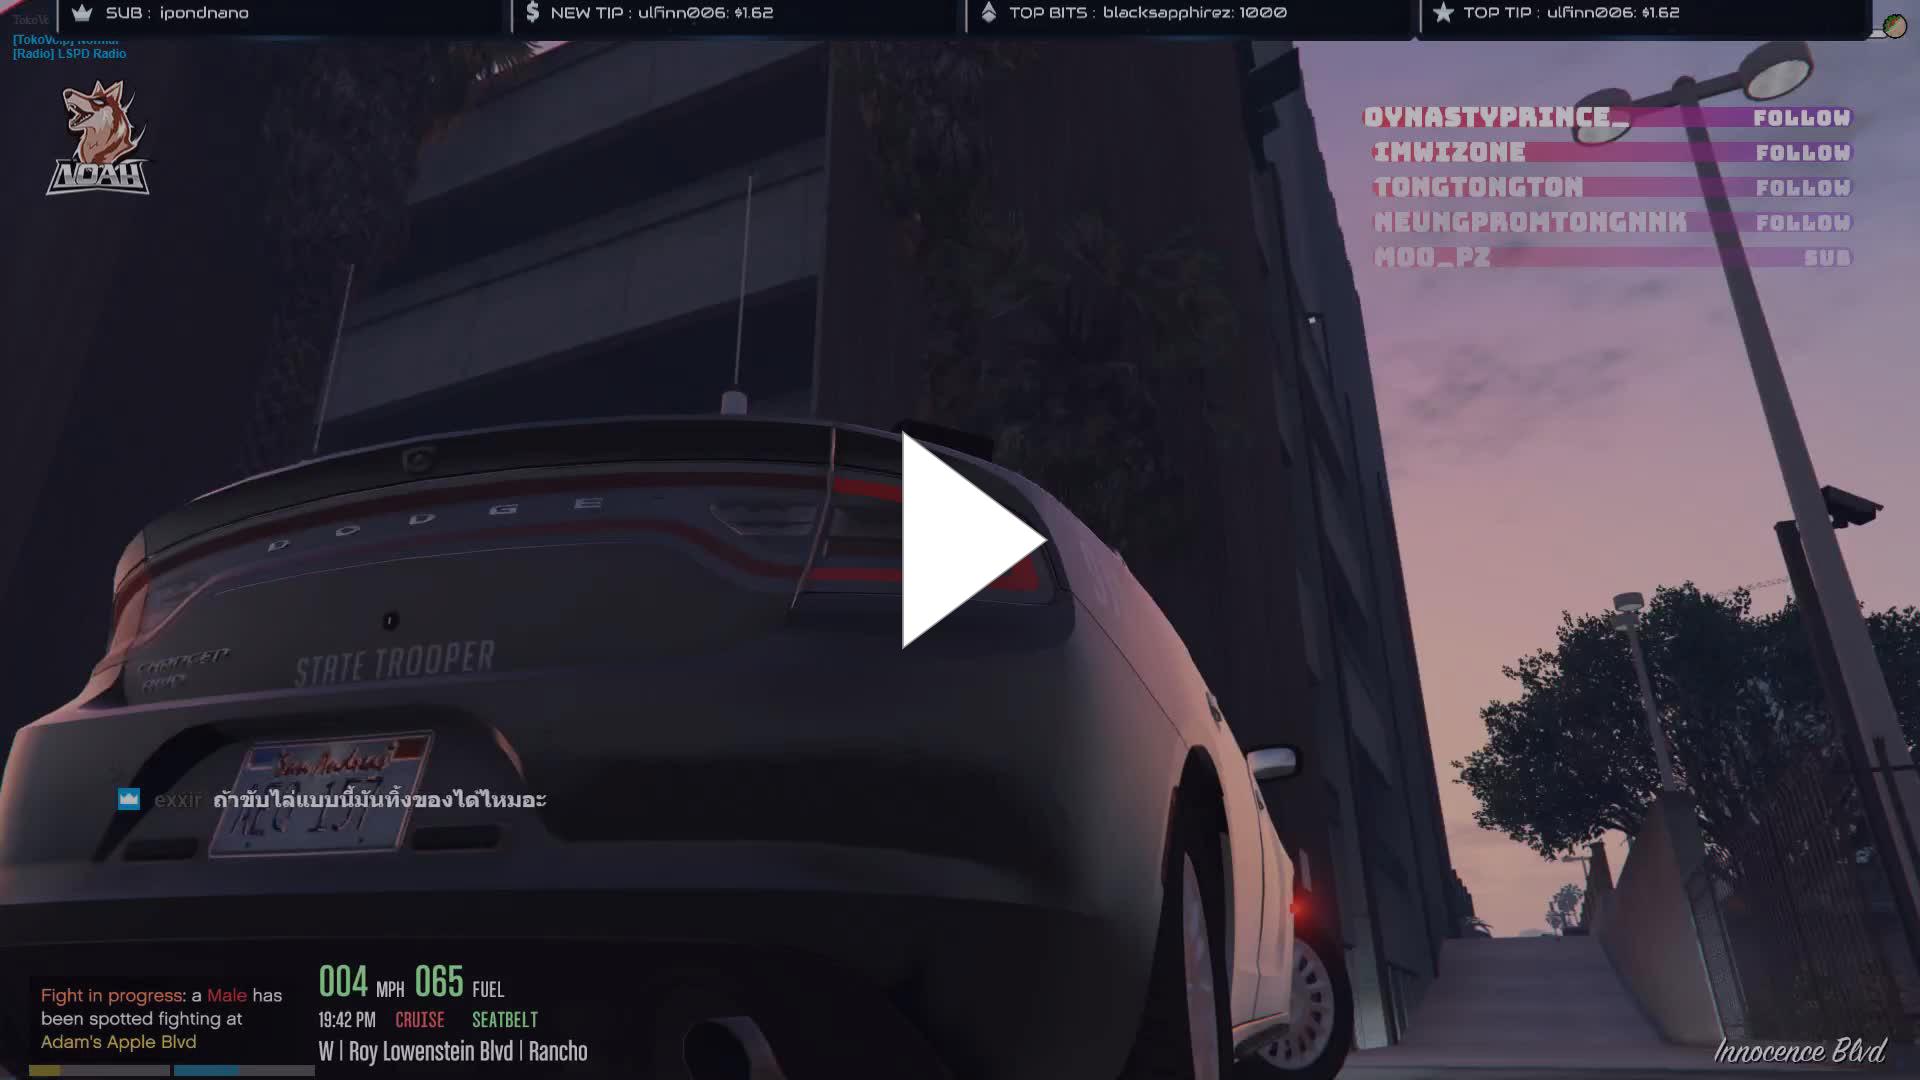 SUB : ipondnano
NEW TIP : ulfinn006: $1.62
TOP BITS : blacksapphirez: 1000
TOP TIP : ulfinn006: $1.62
[TokoVoip] Normal
[Radio] LSPD Radio
NOAH
DYNASTYPRINCE_ FOLLOW
IMWIZONE FOLLOW
TONGTONGTON FOLLOW
NEUNGPROMTONGNNK FOLLOW
MOO_PZ SUB
DODGE
CHARGER
AWD
STATE TROOPER
San Andreas
exxir ถ้าขับไล่แบบนี้มันทิ้งของได้ไหมอะ
004 MPH 065 FUEL
19:42 PM CRUISE SEATBELT
W | Roy Lowenstein Blvd | Rancho
Fight in progress: a Male has
been spotted fighting at
Adam's Apple Blvd
Innocence Blvd